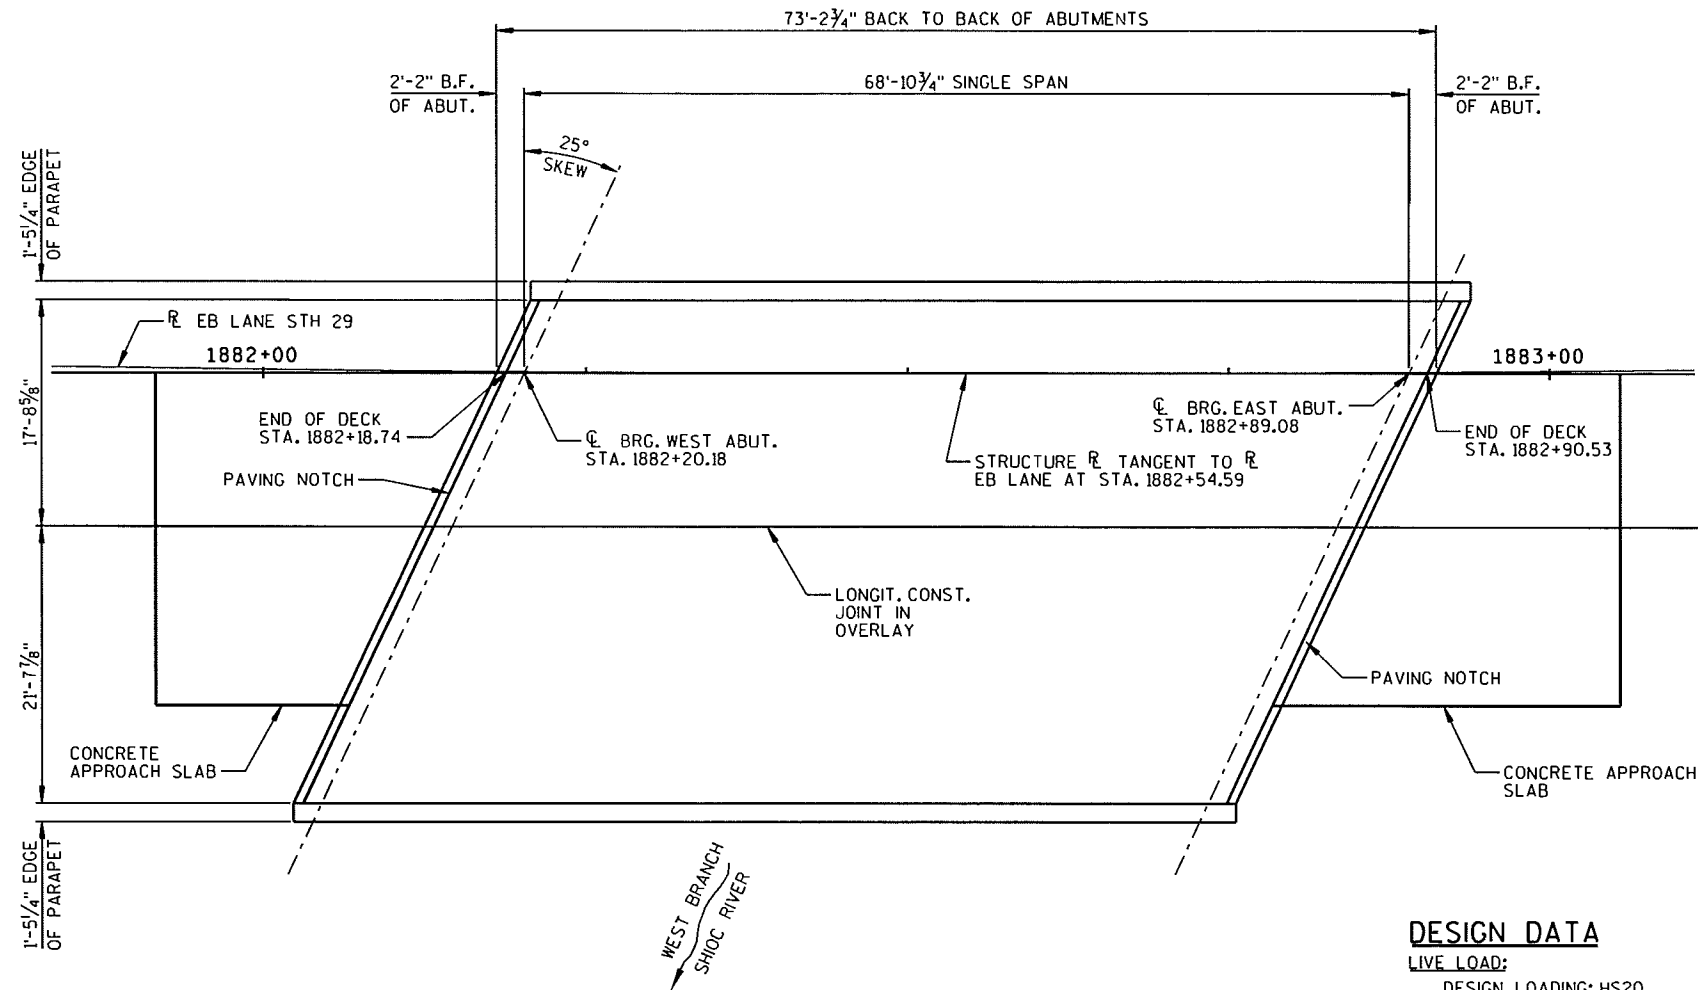 73'-2¾" BACK TO BACK OF ABUTMENTS
2'-2" B.F.
OF ABUT.
68'-10¾" SINGLE SPAN
2'-2" B.F.
OF ABUT.
25°
SKEW
1'-5¼" EDGE
OF PARAPET
℞ EB LANE STH 29
1882+00
1883+00
17'-8⅝"
END OF DECK
STA. 1882+18.74
℄ BRG. WEST ABUT.
STA. 1882+20.18
STRUCTURE ℞ TANGENT TO ℞
EB LANE AT STA. 1882+54.59
℄ BRG. EAST ABUT.
STA. 1882+89.08
END OF DECK
STA. 1882+90.53
PAVING NOTCH
LONGIT. CONST.
JOINT IN
OVERLAY
21'-7⅞"
PAVING NOTCH
CONCRETE
APPROACH SLAB
CONCRETE APPROACH
SLAB
1'-5¼" EDGE
OF PARAPET
WEST BRANCH
SHIOC RIVER
DESIGN DATA
LIVE LOAD:
DESIGN LOADING: HS20